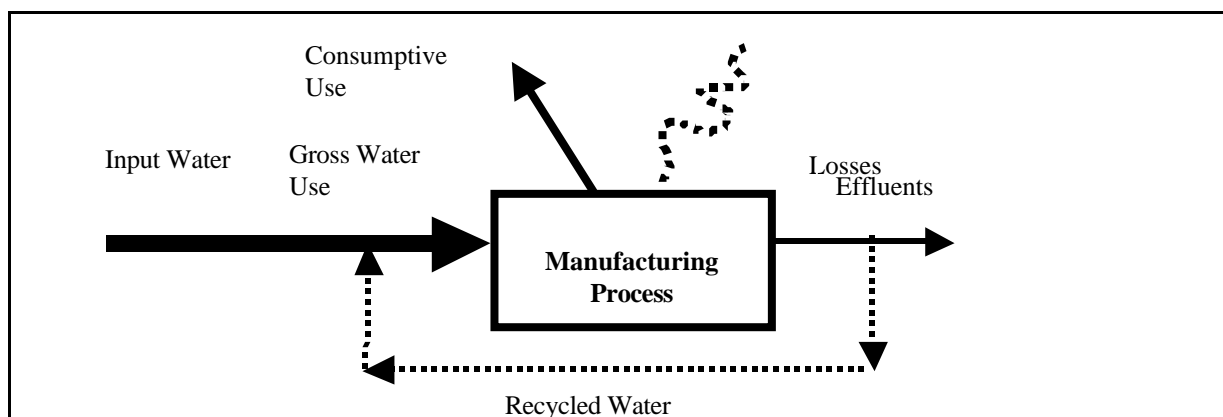 Consumptive
Use
Input Water
Gross Water
Use
Losses
Effluents
Manufacturing
Process
Recycled Water